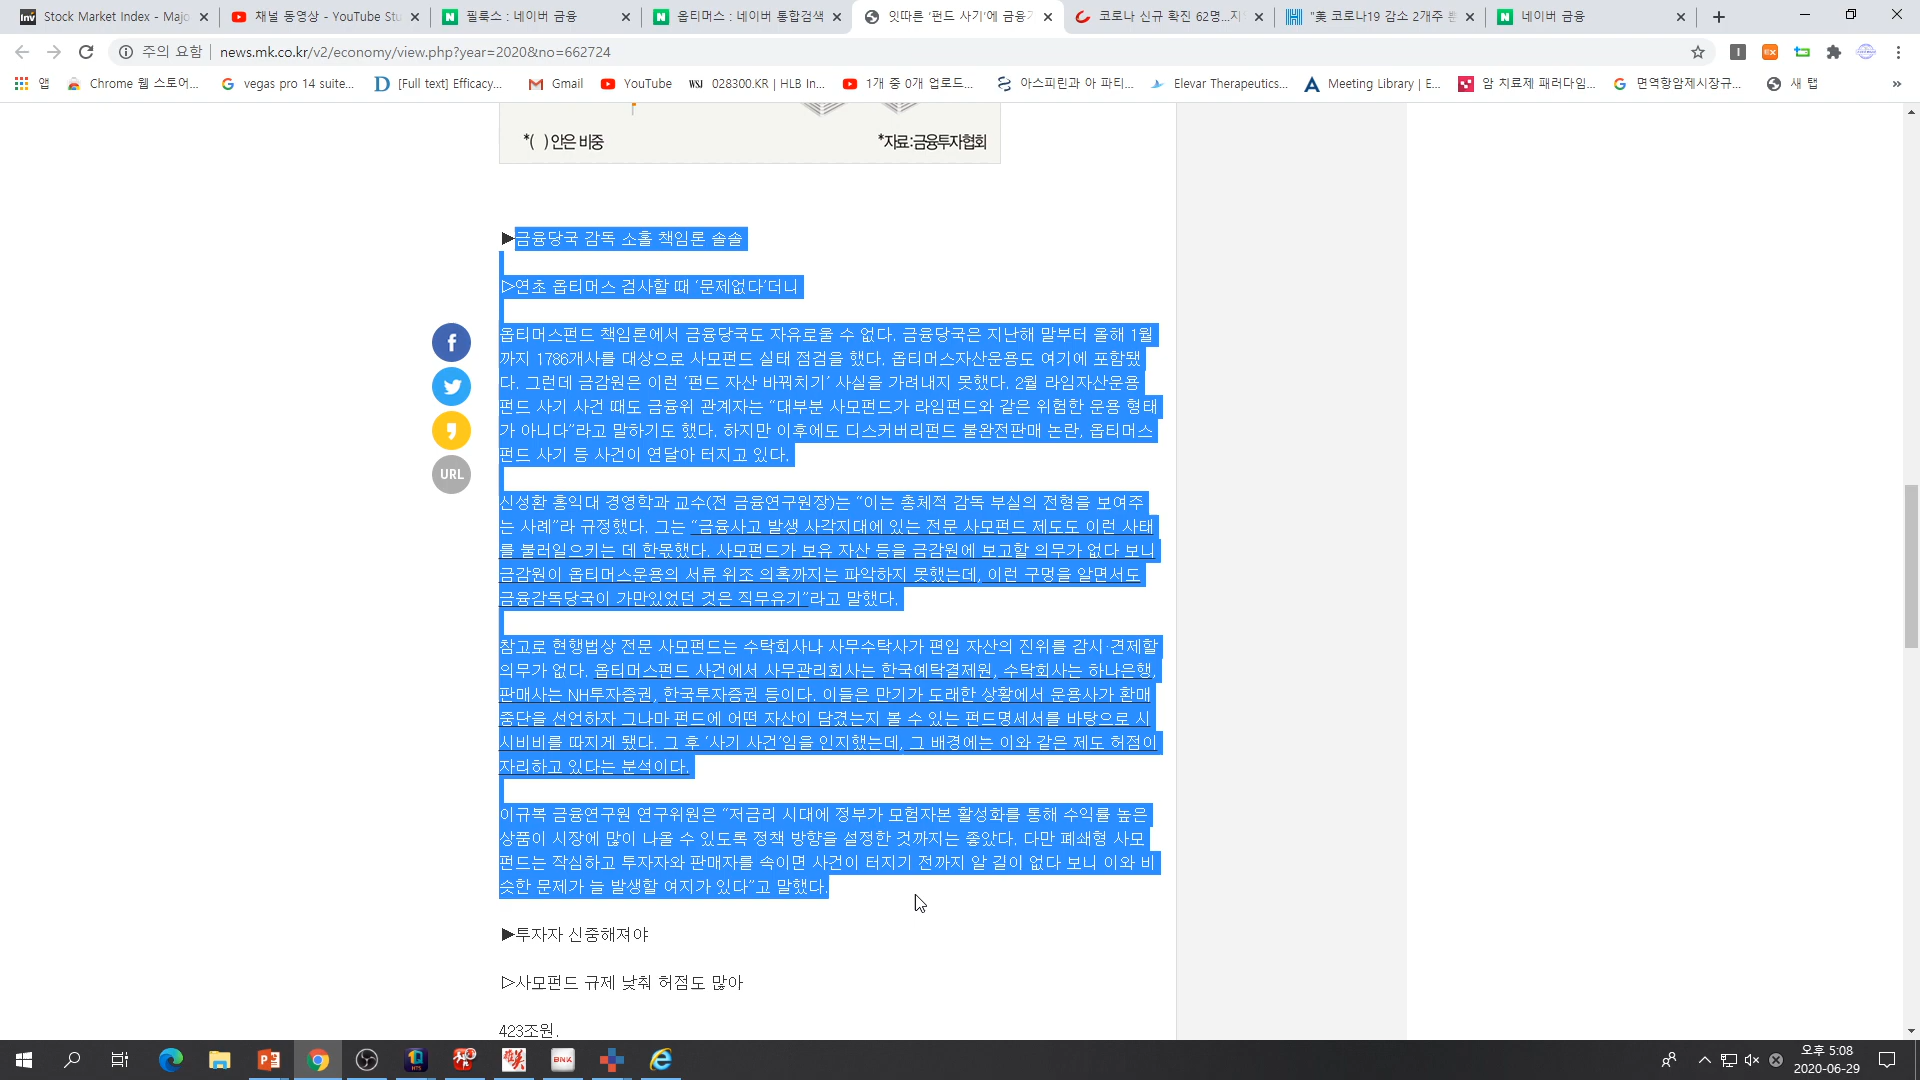 Stock Market Index - Majo
채널 동영상 - YouTube Stu
필룩스 : 네이버 금융
옵티머스 : 네이버 통합검색
잇따른 '펀드 사기'에 금융
코로나 신규 확진 62명...지
"美 코로나19 감소 2개주
네이버 금융
주의 요함 | news.mk.co.kr/v2/economy/view.php?year=2020&no=662724
앱
Chrome 웹 스토어...
vegas pro 14 suite...
[Full text] Efficacy...
Gmail
YouTube
WSJ 028300.KR | HLB In...
1개 중 0개 업로드...
아스피린과 아 파티...
Elevar Therapeutics...
Meeting Library | E...
암 치료제 패러다임...
면역항암제시장규...
새 탭
»
*( )안은 비중
*자료:금융투자협회
▶금융당국 감독 소홀 책임론 솔솔
▷연초 옵티머스 검사할 때 ‘문제없다’더니
옵티머스펀드 책임론에서 금융당국도 자유로울 수 없다. 금융당국은 지난해 말부터 올해 1월
까지 1786개사를 대상으로 사모펀드 실태 점검을 했다. 옵티머스자산운용도 여기에 포함됐
다. 그런데 금감원은 이런 ‘펀드 자산 바꿔치기’ 사실을 가려내지 못했다. 2월 라임자산운용
펀드 사기 사건 때도 금융위 관계자는 “대부분 사모펀드가 라임펀드와 같은 위험한 운용 형태
가 아니다”라고 말하기도 했다. 하지만 이후에도 디스커버리펀드 불완전판매 논란, 옵티머스
펀드 사기 등 사건이 연달아 터지고 있다.
신성환 홍익대 경영학과 교수(전 금융연구원장)는 “이는 총체적 감독 부실의 전형을 보여주
는 사례”라 규정했다. 그는 “금융사고 발생 사각지대에 있는 전문 사모펀드 제도도 이런 사태
를 불러일으키는 데 한몫했다. 사모펀드가 보유 자산 등을 금감원에 보고할 의무가 없다 보니
금감원이 옵티머스운용의 서류 위조 의혹까지는 파악하지 못했는데, 이런 구멍을 알면서도
금융감독당국이 가만있었던 것은 직무유기”라고 말했다.
참고로 현행법상 전문 사모펀드는 수탁회사나 사무수탁사가 편입 자산의 진위를 감시·견제할
의무가 없다. 옵티머스펀드 사건에서 사무관리회사는 한국예탁결제원, 수탁회사는 하나은행,
판매사는 NH투자증권, 한국투자증권 등이다. 이들은 만기가 도래한 상황에서 운용사가 환매
중단을 선언하자 그나마 펀드에 어떤 자산이 담겼는지 볼 수 있는 펀드명세서를 바탕으로 시
시비비를 따지게 됐다. 그 후 ‘사기 사건’임을 인지했는데, 그 배경에는 이와 같은 제도 허점이
자리하고 있다는 분석이다.
이규복 금융연구원 연구위원은 “저금리 시대에 정부가 모험자본 활성화를 통해 수익률 높은
상품이 시장에 많이 나올 수 있도록 정책 방향을 설정한 것까지는 좋았다. 다만 폐쇄형 사모
펀드는 작심하고 투자자와 판매자를 속이면 사건이 터지기 전까지 알 길이 없다 보니 이와 비
슷한 문제가 늘 발생할 여지가 있다”고 말했다.
▶투자자 신중해져야
▷사모펀드 규제 낮춰 허점도 많아
423조원.
URL
BNK
오후 5:08
2020-06-29